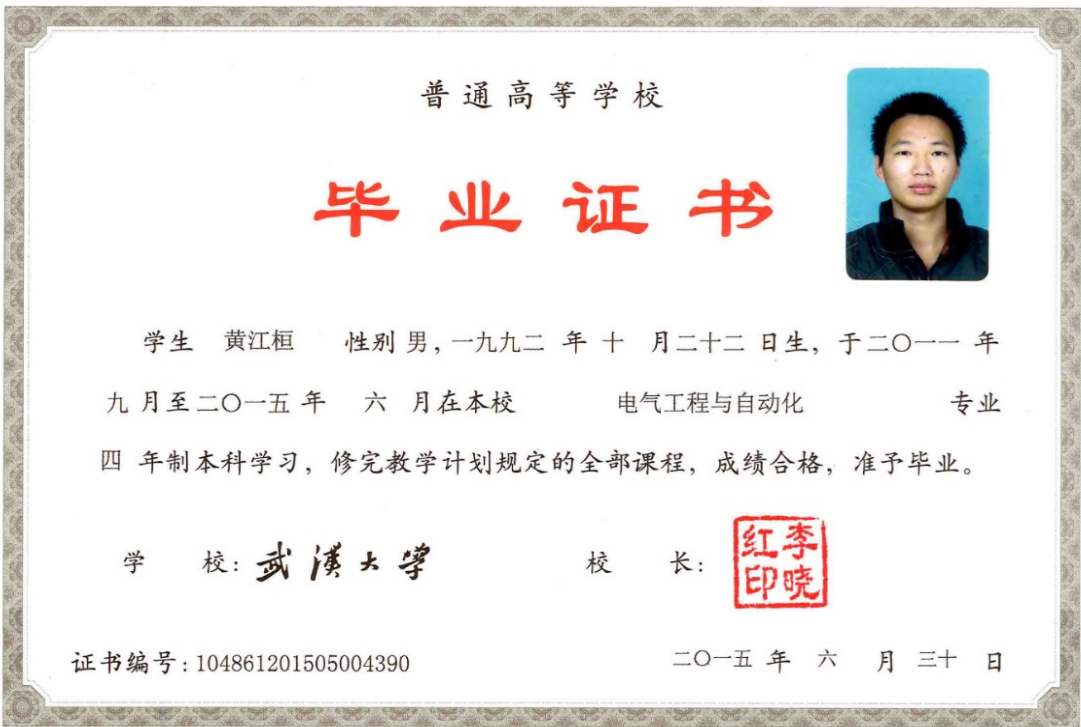 普通高等学校
毕业证书
学生 黄江桓 性别 男，一九九二 年 十 月二十二 日生，于二〇一一 年
九 月至二〇一五 年 六 月在本校 电气工程与自动化 专业
四 年制本科学习，修完教学计划规定的全部课程，成绩合格，准予毕业。
学 校：武漢大学 校 长：李晓红印
证书编号：104861201505004390 二〇一五 年 六 月 三十 日